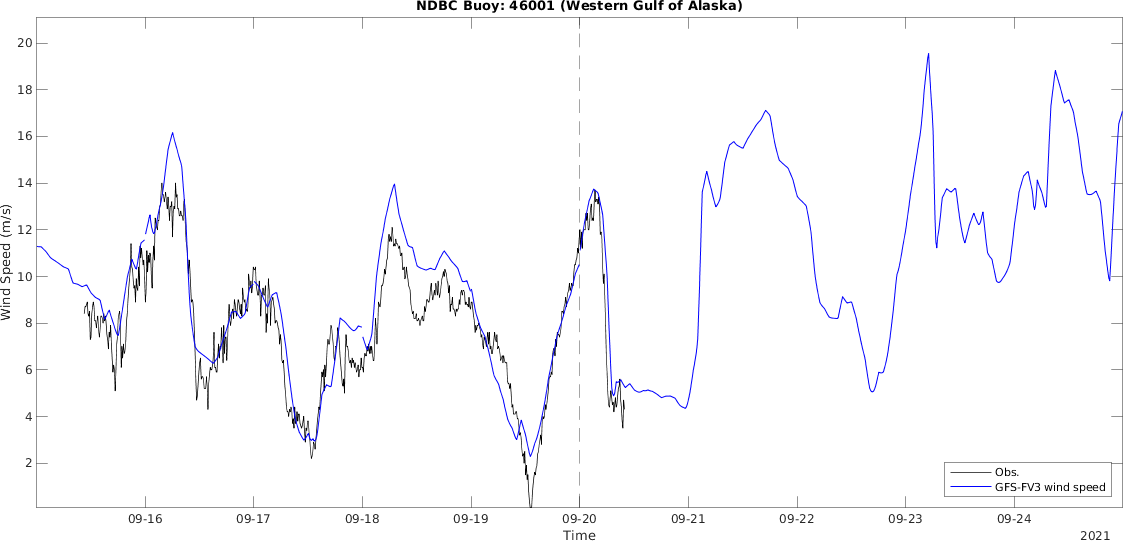 NDBC Buoy: 46001 (Western Gulf of Alaska)
Wind Speed (m/s)
20
18
16
14
12
10
8
6
4
2
09-16 09-17 09-18 09-19 09-20 09-21 09-22 09-23 09-24
Time
2021
Obs.
GFS-FV3 wind speed